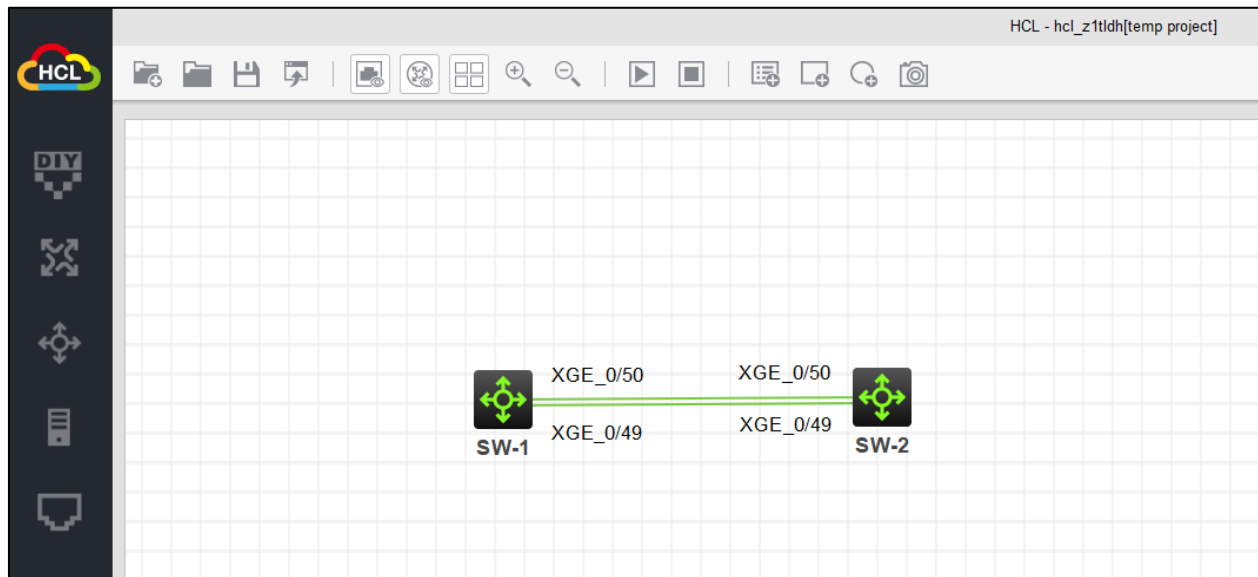 HCL - hcl_z1tldh[temp project]
HCL
DIY
XGE_0/50
XGE_0/50
XGE_0/49
XGE_0/49
SW-1
SW-2